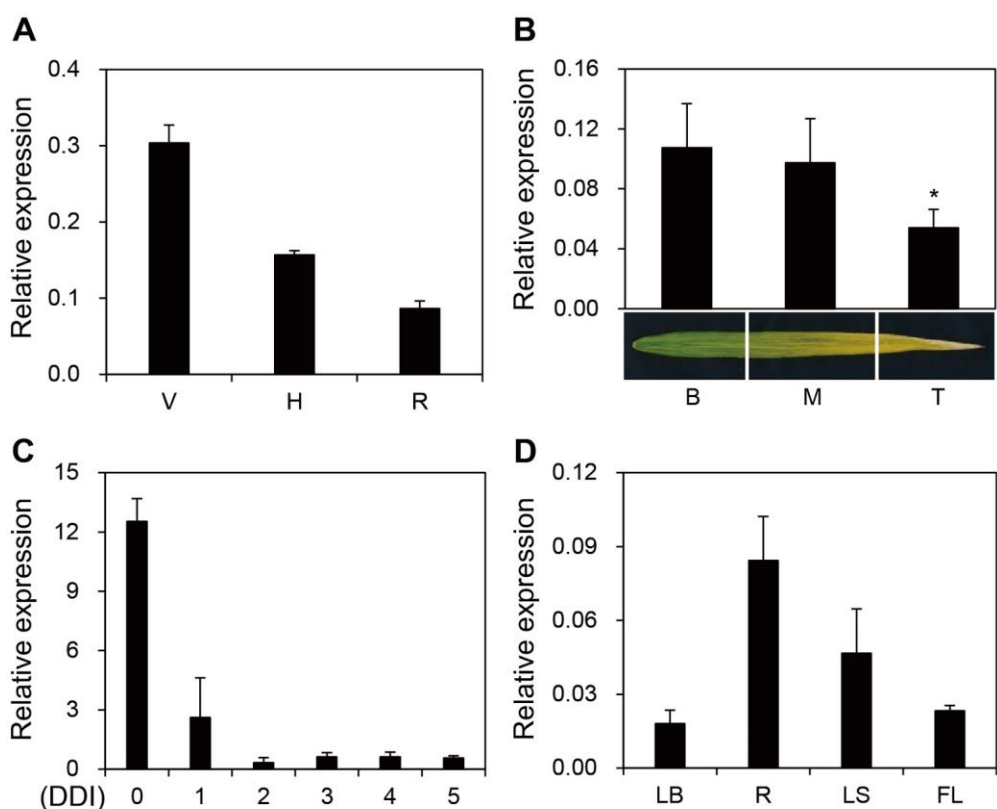 A
Relative expression
0.4
0.3
0.2
0.1
0.0
V H R
B
Relative expression
0.16
0.12
0.08
0.04
0.00
*
B M T
C
Relative expression
15
12
9
6
3
0
(DDI) 0 1 2 3 4 5
D
Relative expression
0.12
0.09
0.06
0.03
0.00
LB R LS FL